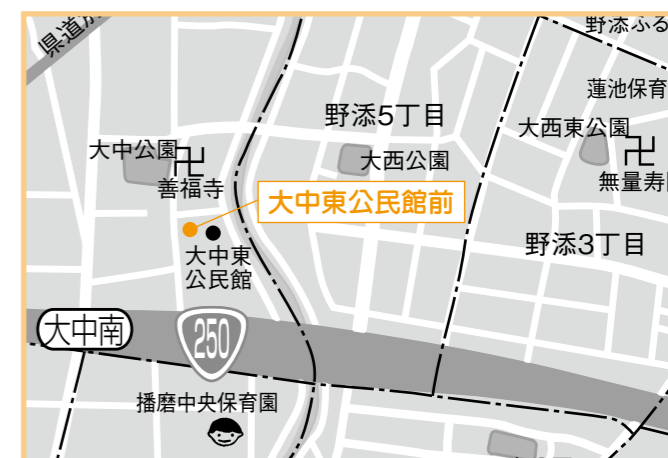 県道
野添ふる
蓮池保育
野添5丁目
大西東公園
大中公園
大西公園
善福寺
無量寿
大中東公民館前
野添3丁目
大中東
公民館
大中南
250
播磨中央保育園